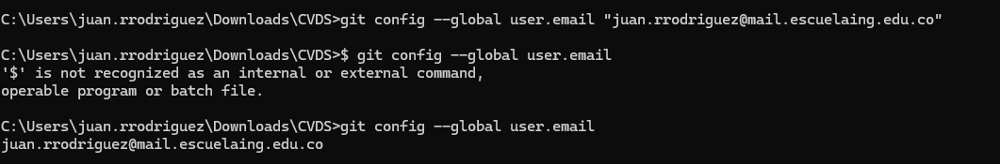 C:\Users\juan.rrodriguez\Downloads\CVDS>git config --global user.email "juan.rrodriguez@mail.escuelaing.edu.co"
C:\Users\juan.rrodriguez\Downloads\CVDS>$ git config --global user.email
'$' is not recognized as an internal or external command,
operable program or batch file.
C:\Users\juan.rrodriguez\Downloads\CVDS>git config --global user.email
juan.rrodriguez@mail.escuelaing.edu.co